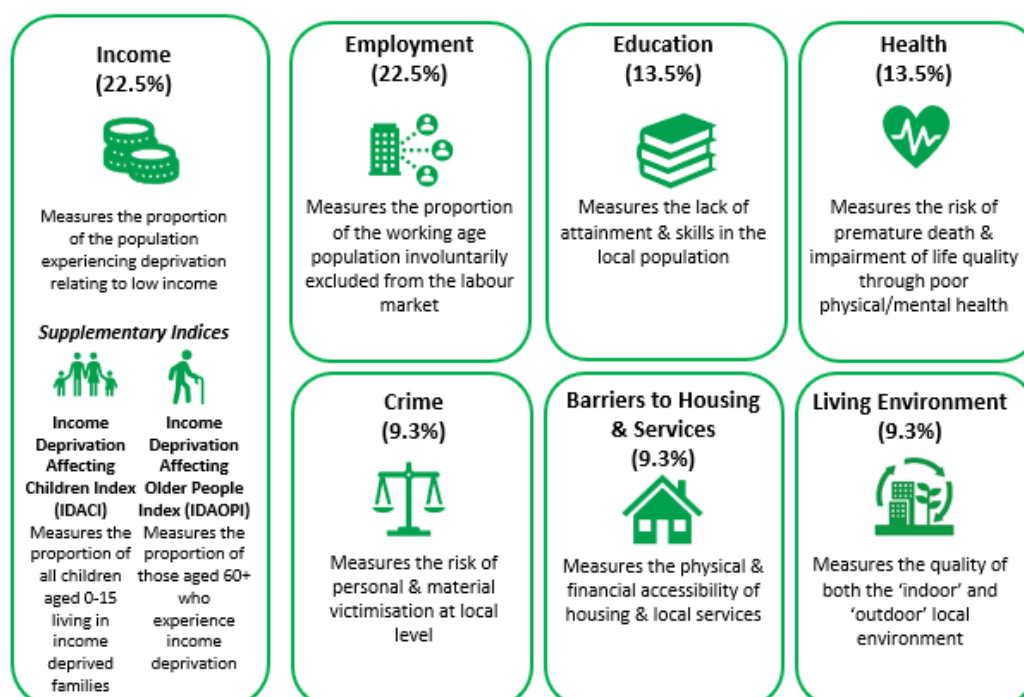 Income
(22.5%)
Measures the proportion
of the population
experiencing deprivation
relating to low income
Supplementary Indices
Income
Deprivation
Affecting
Children Index
(IDACI)
Measures the
proportion of
all children
aged 0-15
living in
income
deprived
families
Income
Deprivation
Affecting
Older People
Index (IDAOPI)
Measures the
proportion of
those aged 60+
who
experience
income
deprivation
Employment
(22.5%)
Measures the proportion
of the working age
population involuntarily
excluded from the labour
market
Education
(13.5%)
Measures the lack of
attainment & skills in the
local population
Health
(13.5%)
Measures the risk of
premature death &
impairment of life quality
through poor
physical/mental health
Crime
(9.3%)
Measures the risk of
personal & material
victimisation at local
level
Barriers to Housing
& Services
(9.3%)
Measures the physical &
financial accessibility of
housing & local services
Living Environment
(9.3%)
Measures the quality of
both the ‘indoor’ and
‘outdoor’ local
environment